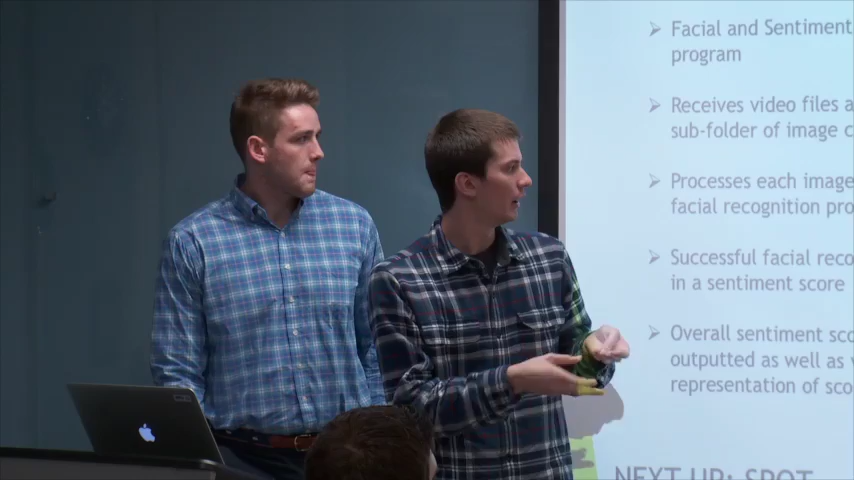 Facial and Sentiment
program
Receives video files a
sub-folder of image c
Processes each image
facial recognition pro
Successful facial reco
in a sentiment score
Overall sentiment sco
outputted as well as v
representation of sco
NEXT UP: SPOT